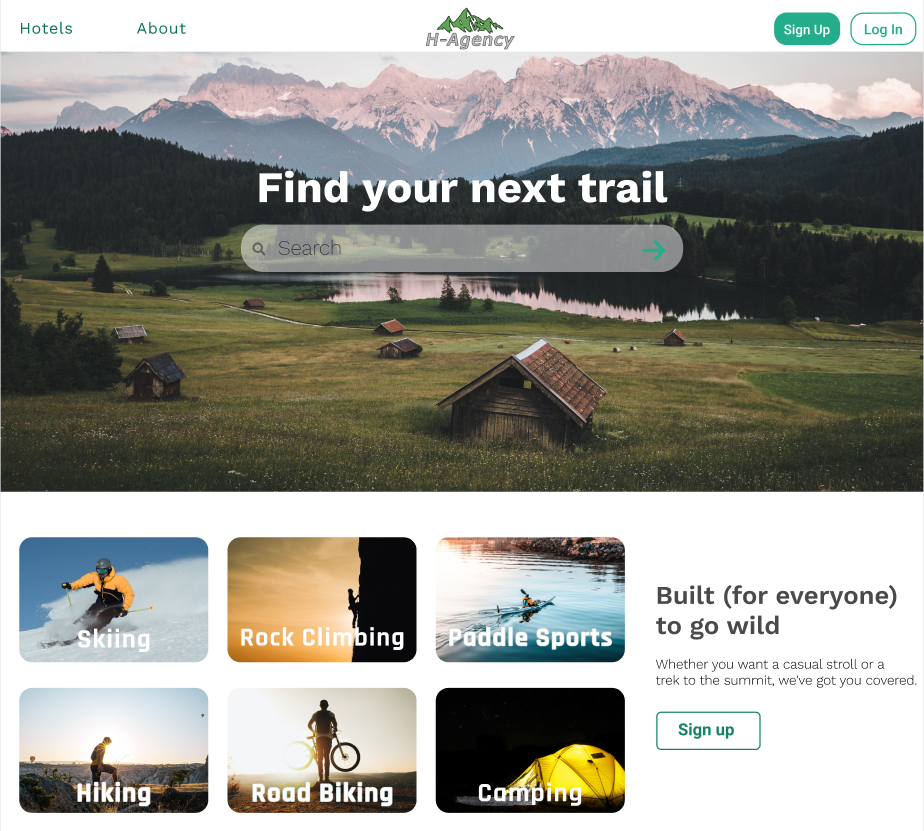 Hotels
About
H-Agency
Sign Up
Log In
Find your next trail
Search
Skiing
Rock Climbing
Paddle Sports
Built (for everyone)
to go wild
Whether you want a casual stroll or a
trek to the summit, we've got you covered.
Sign up
Hiking
Road Biking
Camping